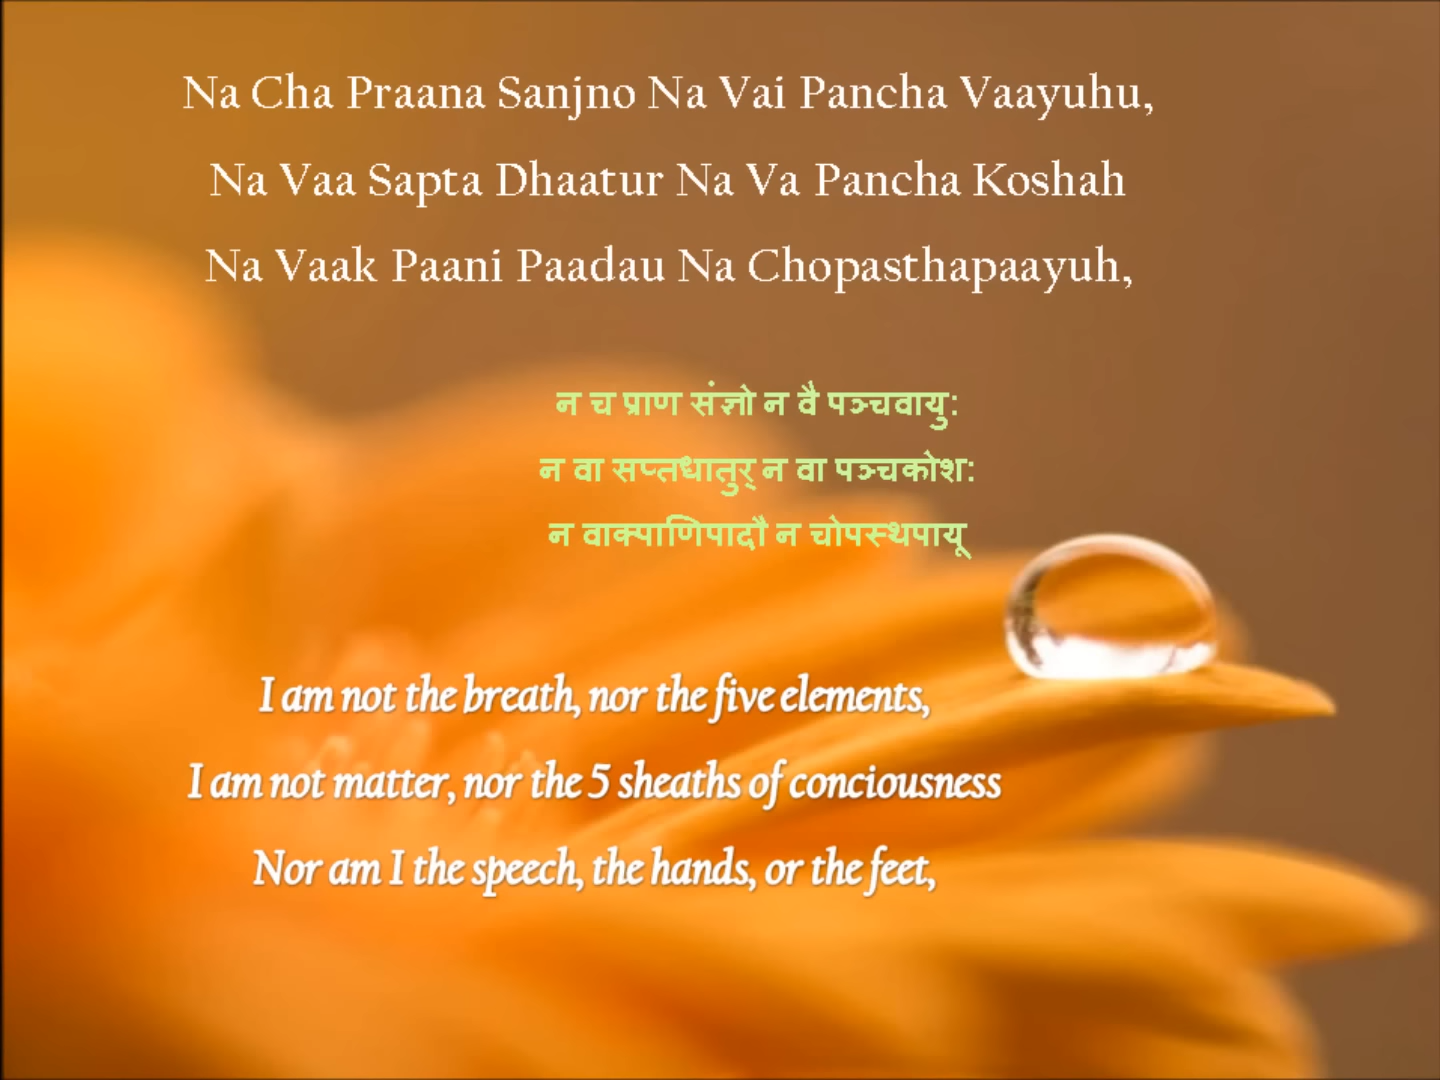 Na Cha Praana Sanjno Na Vai Pancha Vaayuhu,
Na Vaa Sapta Dhaatur Na Va Pancha Koshah
Na Vaak Paani Paadau Na Chopasthapaayuh,
न च प्राण संज्ञो न वै पञ्चवायु:
न वा सप्तधातुर् न वा पञ्चकोश:
न वाक्पाणिपादौ न चोपस्थपायू
I am not the breath, nor the five elements,
I am not matter, nor the 5 sheaths of conciousness
Nor am I the speech, the hands, or the feet,